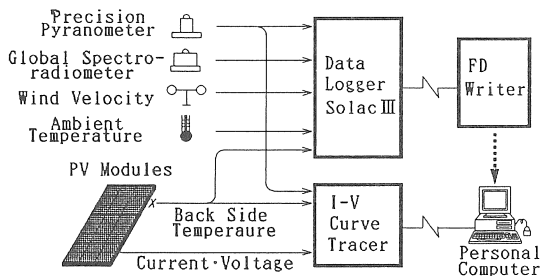 Precision
Pyranometer
Global Spectro-
radiometer
Wind Velocity
Ambient
Temperature
PV Modules
Back Side
Temperaure
Current·Voltage
Data
Logger
Solac III
I-V
Curve
Tracer
FD
Writer
Personal
Computer